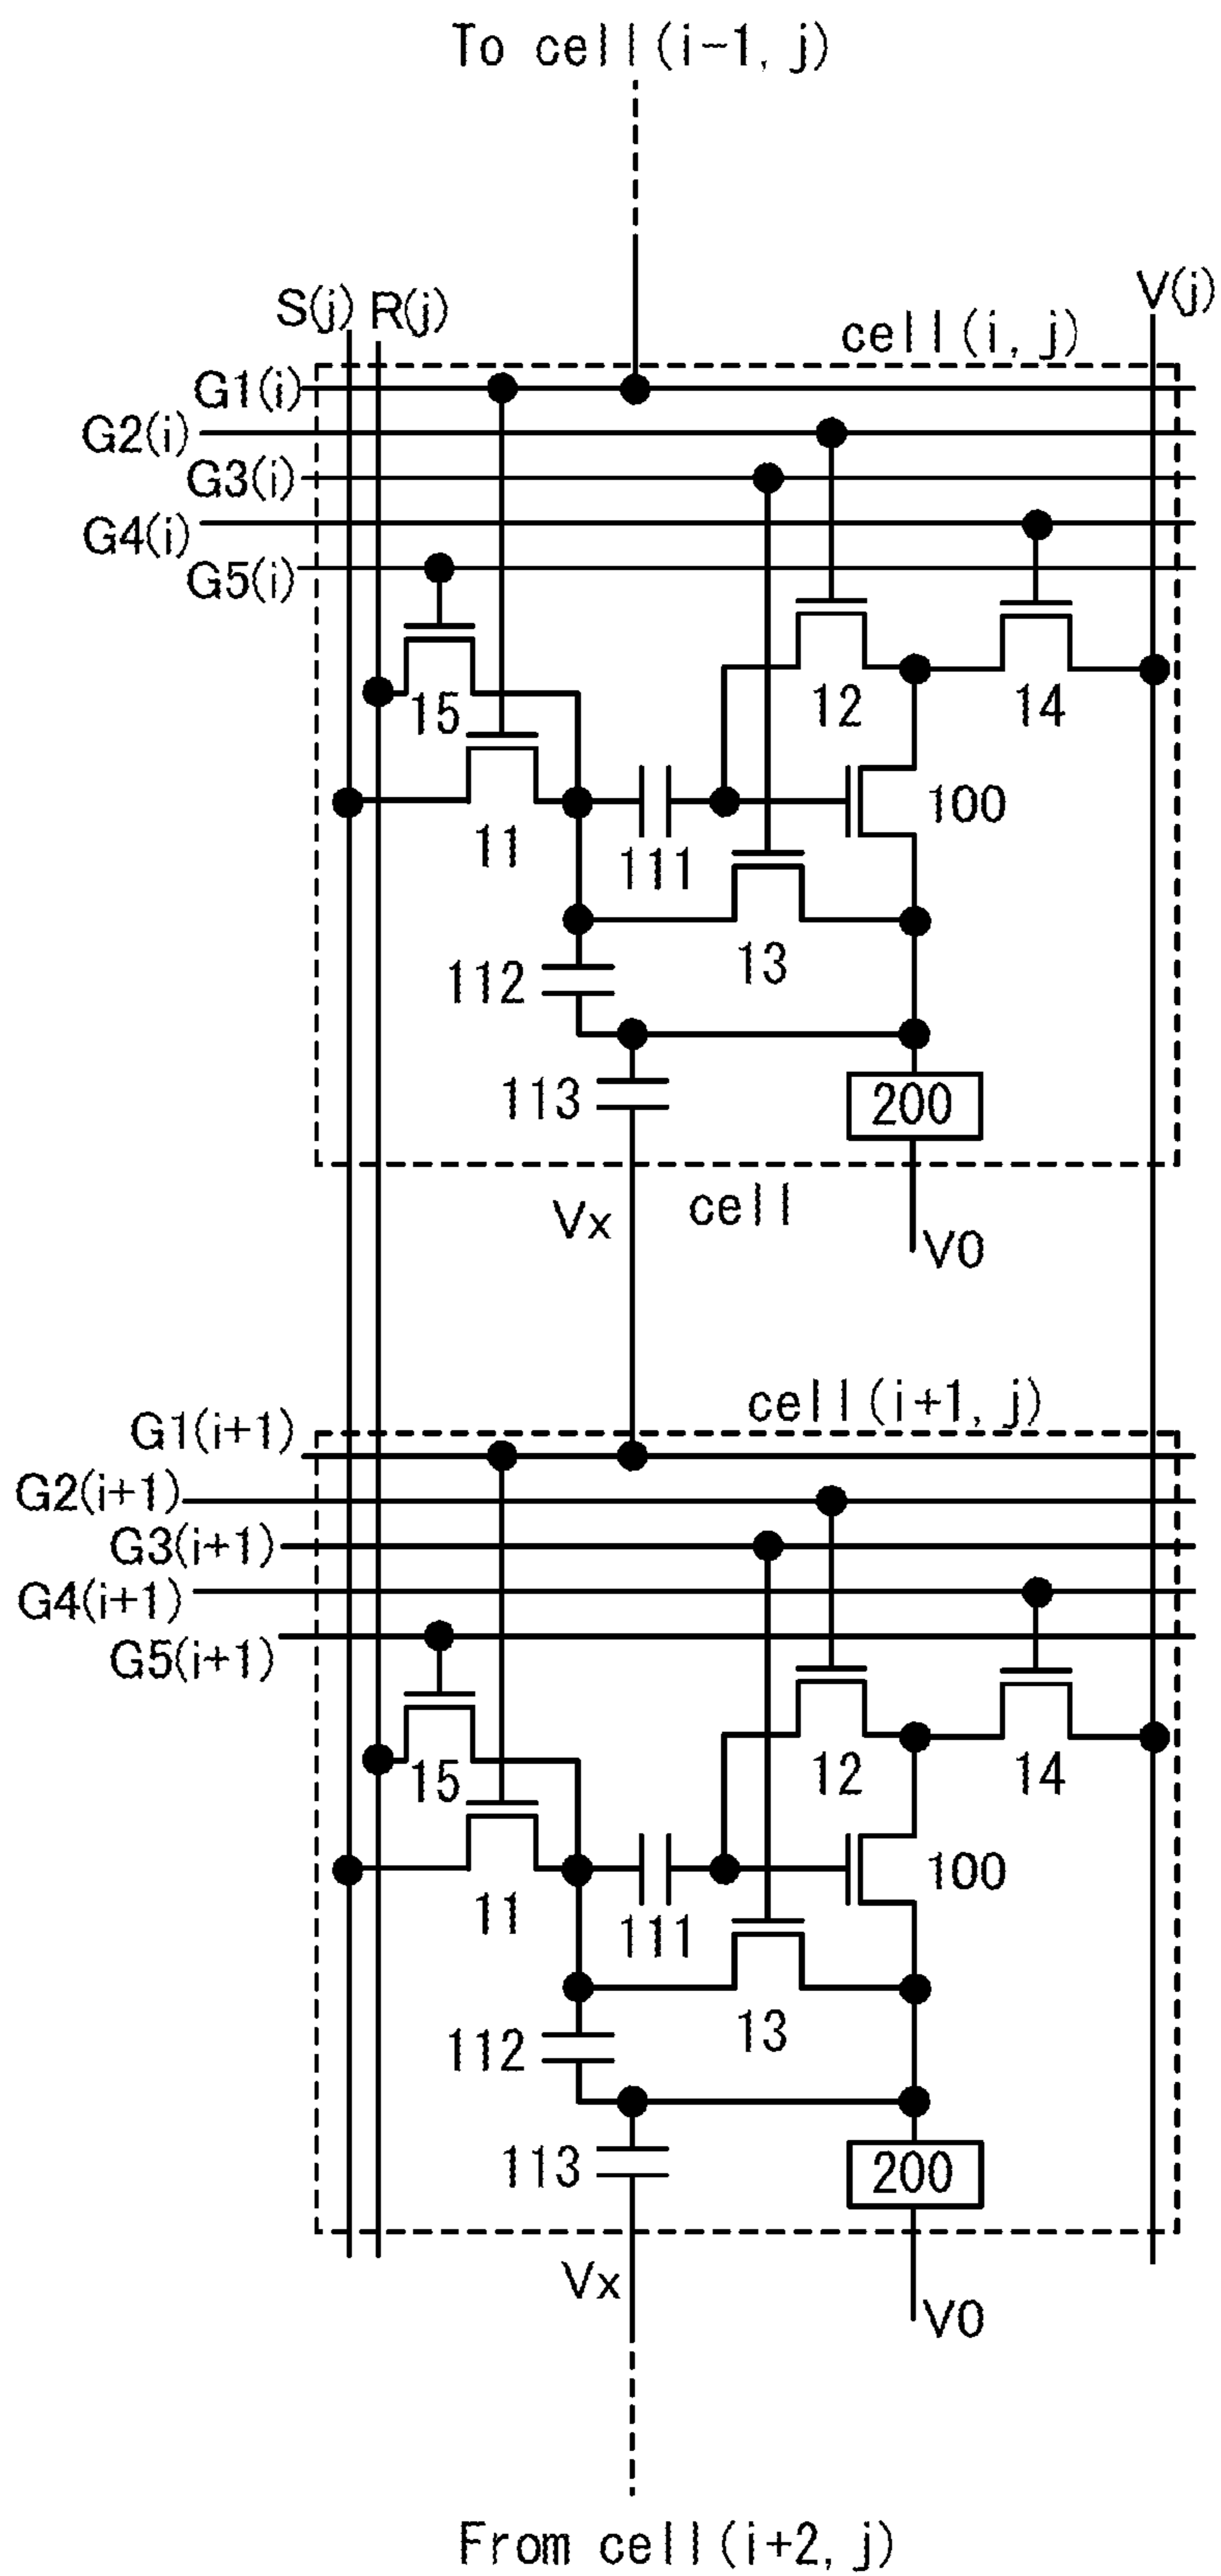 To cell(i-1, j)
S(j) R(j) V(j)
cell(i, j)
G1(i)
G2(i)
G3(i)
G4(i)
G5(i)
15
12
14
11
111
100
112
13
113
200
Vx
cell
V0
cell(i+1, j)
G1(i+1)
G2(i+1)
G3(i+1)
G4(i+1)
G5(i+1)
15
12
14
11
111
100
112
13
113
200
Vx
V0
From cell(i+2, j)